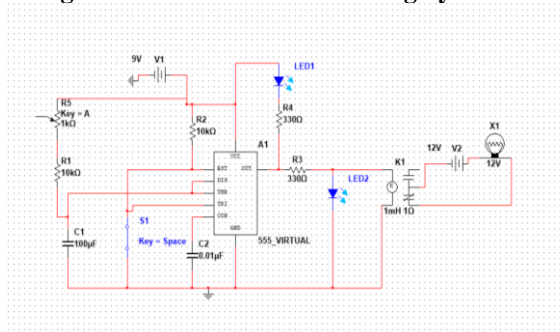 9V V1
LED1
R5
Key = A
1kΩ
R4
330Ω
R2
10kΩ
X1
A1
12V V2
VCC
R1
10kΩ
RST OUT
R3
K1
12V
DIS
330Ω
LED2
THR
TRI
1mH 1Ω
CON
S1
C1
100µF
GND
Key = Space
C2
0.01µF
555_VIRTUAL